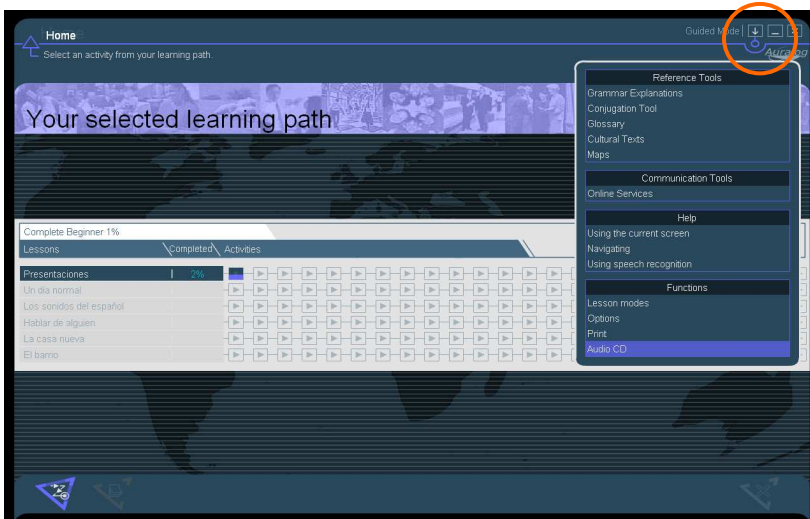 Home
Select an activity from your learning path.
Guided Mode
Auralog
Your selected learning path
Reference Tools
Grammar Explanations
Conjugation Tool
Glossary
Cultural Texts
Maps
Communication Tools
Online Services
Help
Using the current screen
Navigating
Using speech recognition
Functions
Lesson modes
Options
Print
Audio CD
Complete Beginner 1%
Lessons Completed Activities
Presentaciones 2%
Un día normal
Los sonidos del español
Hablar de alguien
La casa nueva
El barrio